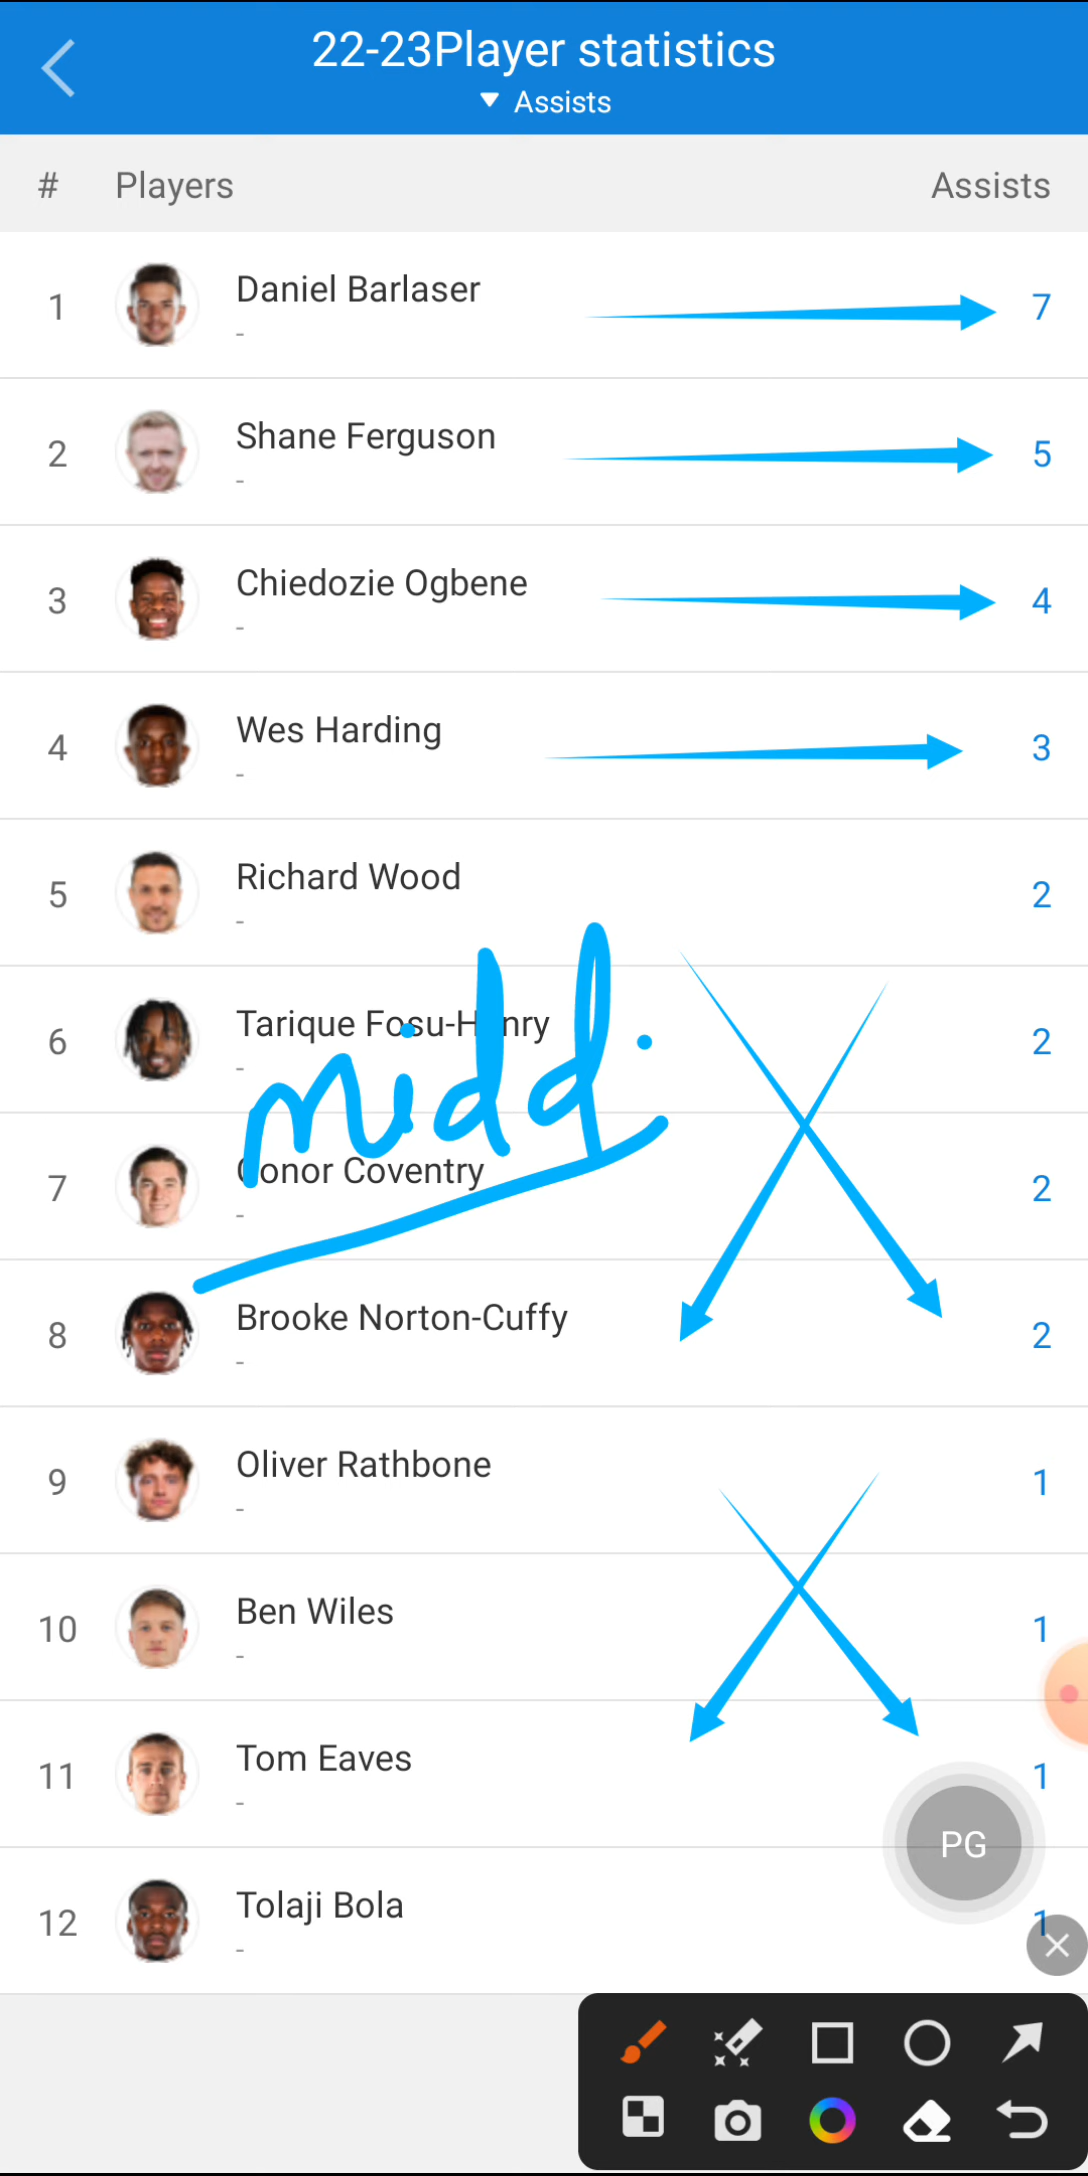 22-23Player statistics
Assists
# Players Assists
1 Daniel Barlaser 7
-
2 Shane Ferguson 5
-
3 Chiedozie Ogbene 4
-
4 Wes Harding 3
-
5 Richard Wood 2
-
6 Tarique Fosu-Henry 2
-
midd
7 Conor Coventry 2
-
8 Brooke Norton-Cuffy 2
-
9 Oliver Rathbone 1
-
10 Ben Wiles 1
-
11 Tom Eaves 1
-
PG
12 Tolaji Bola 1
-